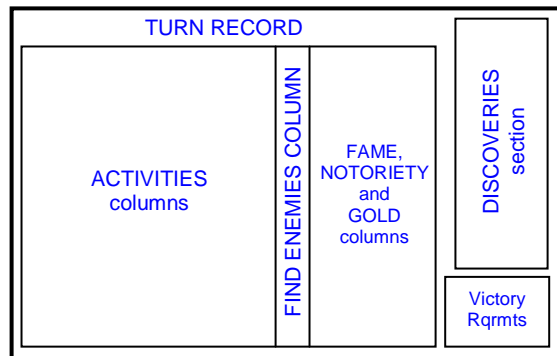 TURN RECORD
ACTIVITIES
columns
FIND ENEMIES COLUMN
FAME,
NOTORIETY
and
GOLD
columns
DISCOVERIES
section
Victory
Rqrmts